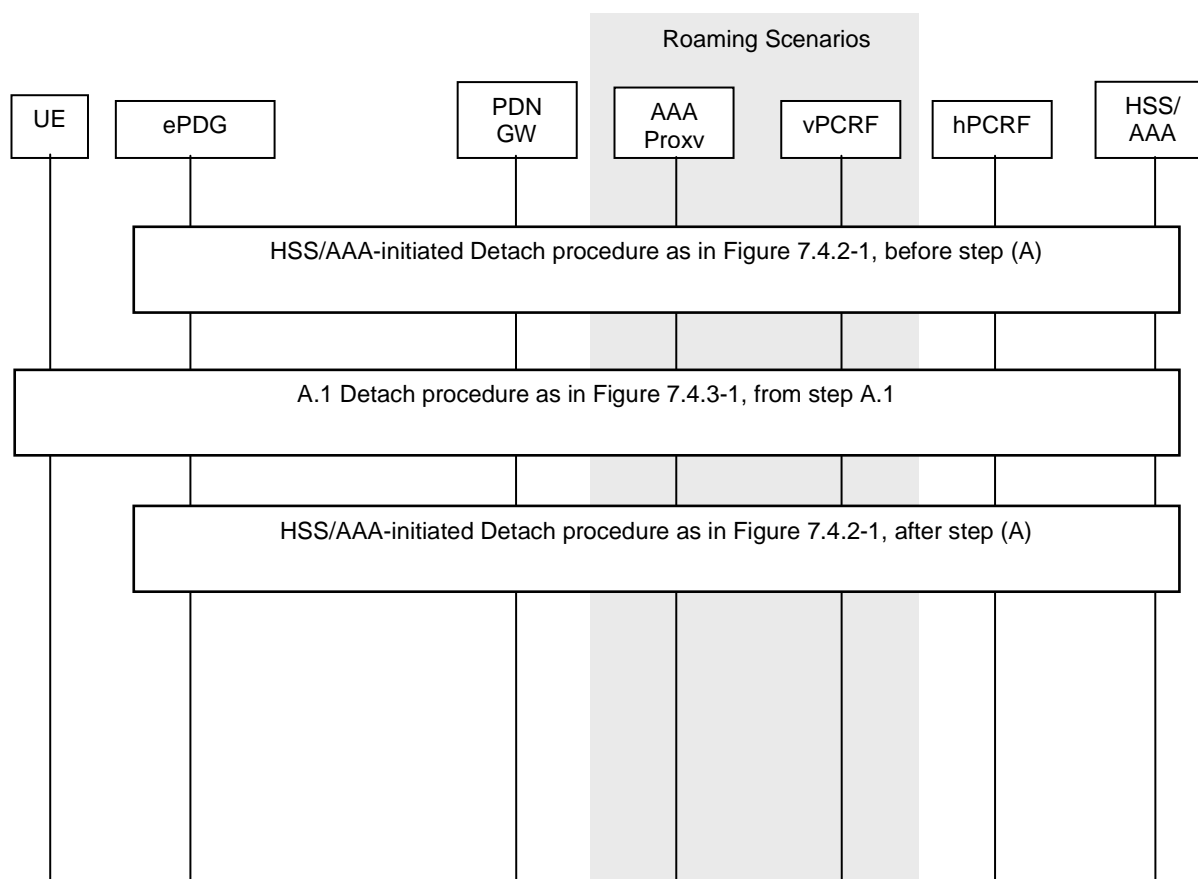 Roaming Scenarios
UE
ePDG
PDN
GW
AAA
Proxy
vPCRF
hPCRF
HSS/
AAA
HSS/AAA-initiated Detach procedure as in Figure 7.4.2-1, before step (A)
A.1 Detach procedure as in Figure 7.4.3-1, from step A.1
HSS/AAA-initiated Detach procedure as in Figure 7.4.2-1, after step (A)